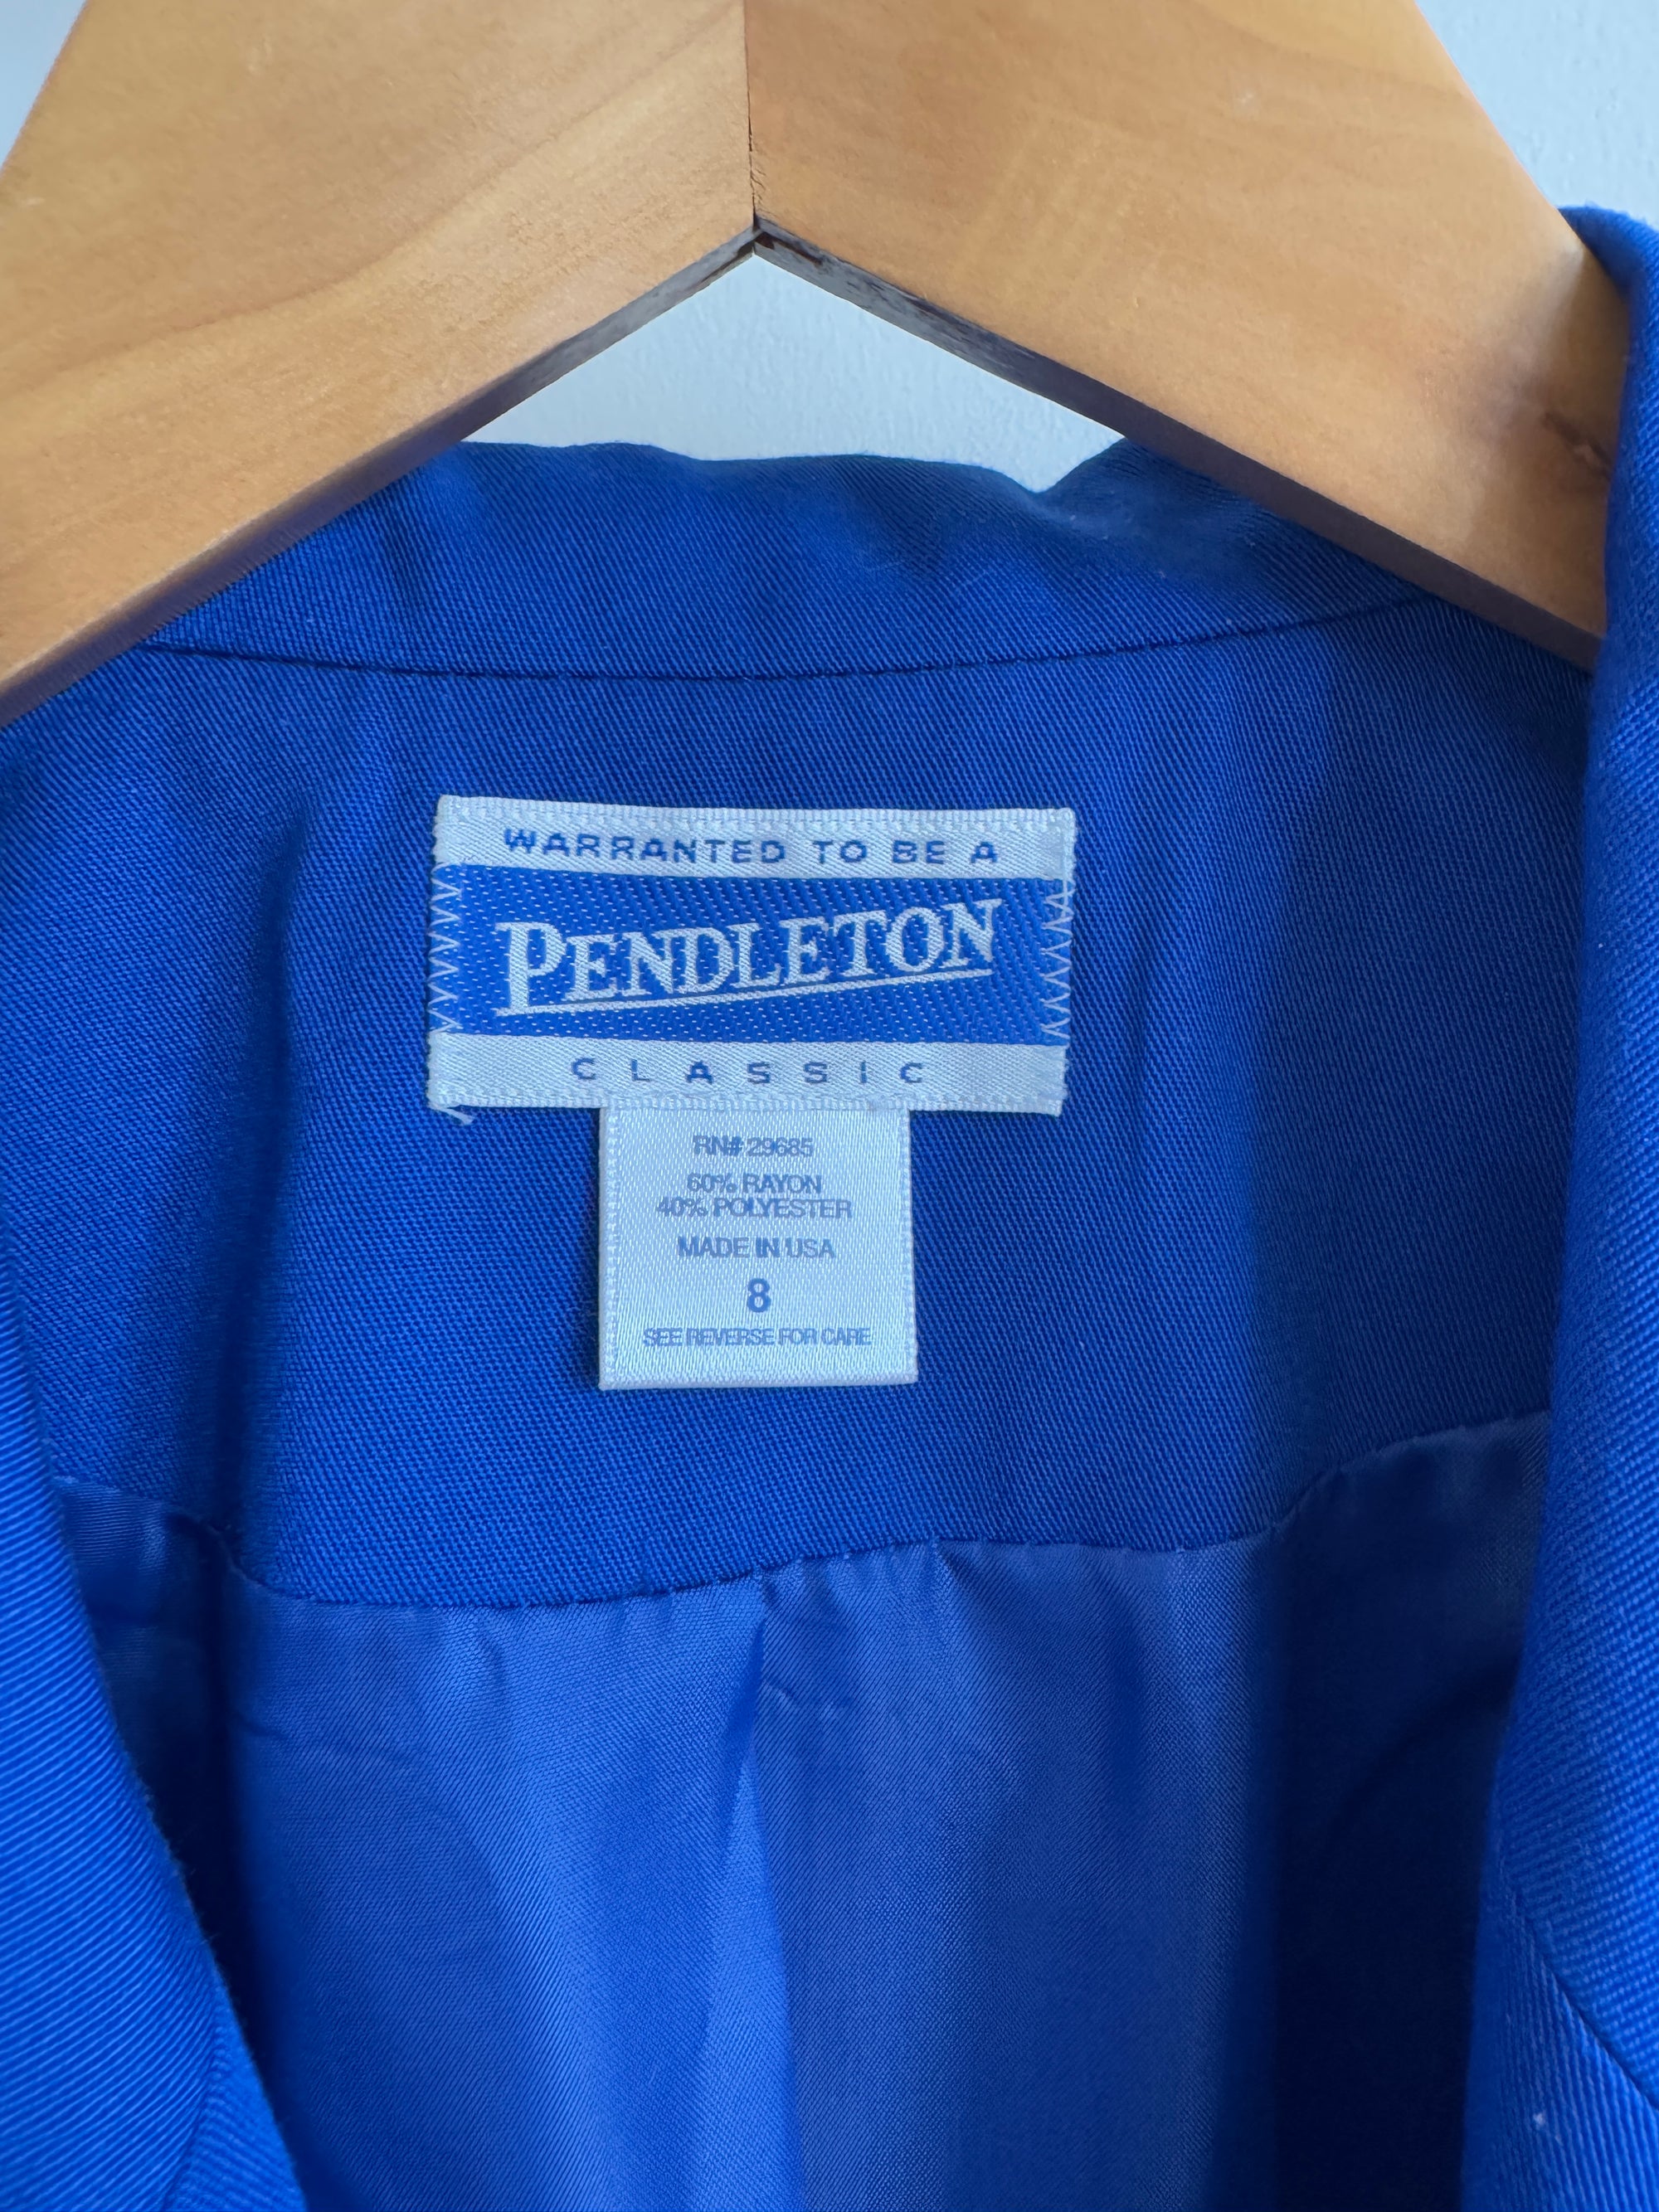 WARRANTED TO BE A
PENDLETON
CLASSIC
RN# 29685
60% RAYON
40% POLYESTER
MADE IN USA
8
SEE REVERSE FOR CARE